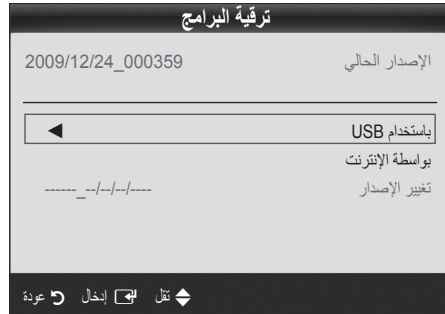 ترقية البرامج
الإصدار الحالي 2009/12/24_000359
باستخدام USB
بواسطة الإنترنت
تغيير الإصدار ----/--/--_------
نقل إدخال عودة